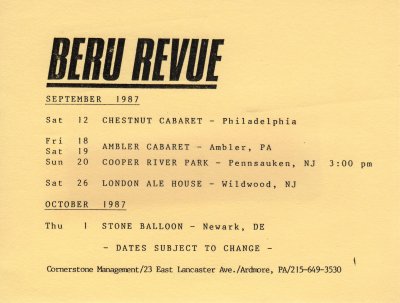 BERU REVUE
SEPTEMBER 1987
Sat 12 CHESTNUT CABARET - Philadelphia
Fri 18
Sat 19 AMBLER CABARET - Ambler, PA
Sun 20 COOPER RIVER PARK - Pennsauken, NJ 3:00 pm
Sat 26 LONDON ALE HOUSE - Wildwood, NJ
OCTOBER 1987
Thu 1 STONE BALLOON - Newark, DE
- DATES SUBJECT TO CHANGE -
Cornerstone Management/23 East Lancaster Ave./Ardmore, PA/215-649-3530